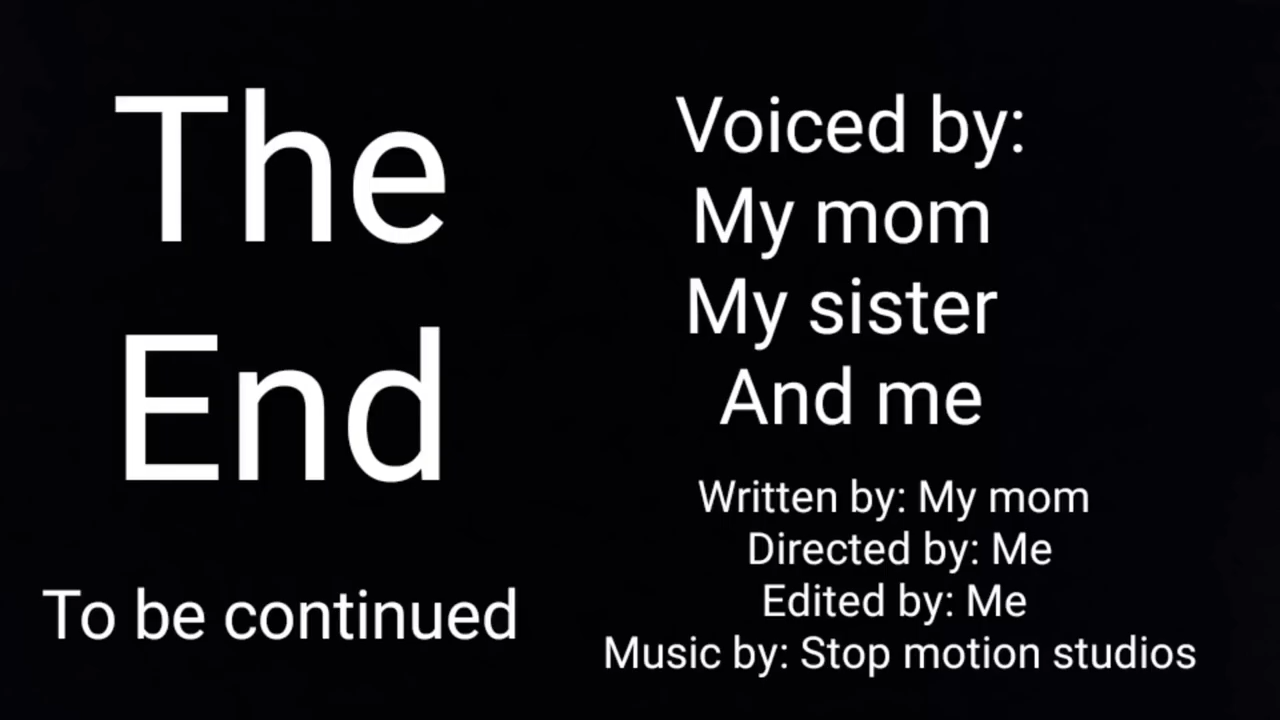 The
End
To be continued
Voiced by:
My mom
My sister
And me
Written by: My mom
Directed by: Me
Edited by: Me
Music by: Stop motion studios